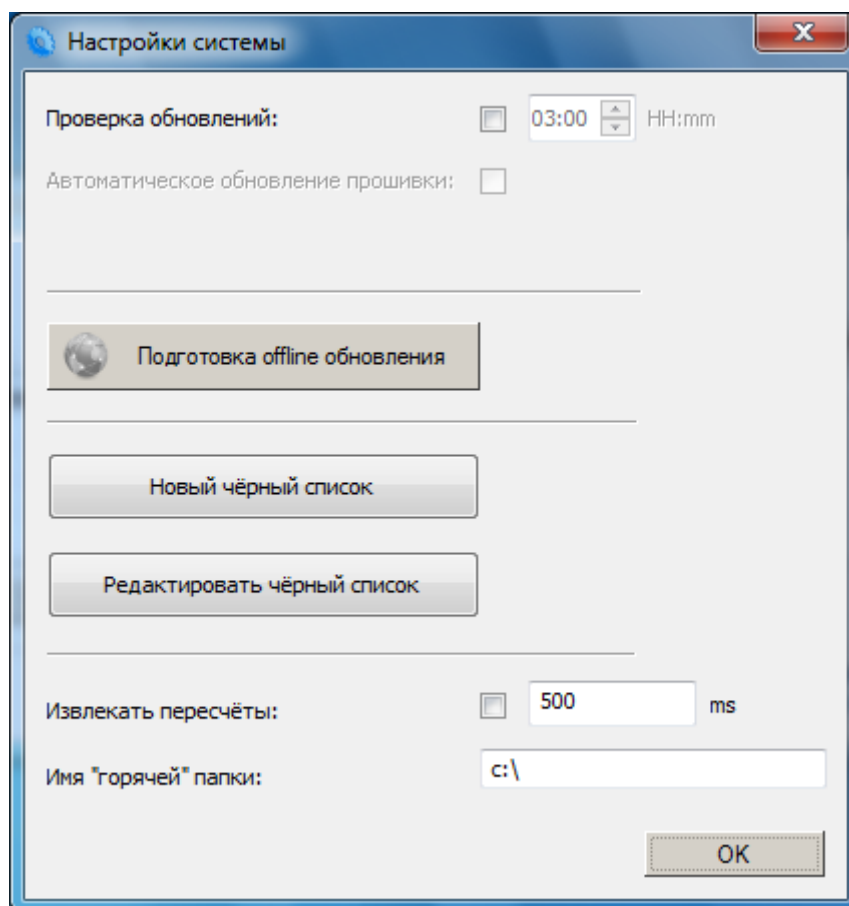 Настройки системы
Проверка обновлений: 03:00 HH:mm
Автоматическое обновление прошивки:
Подготовка offline обновления
Новый чёрный список
Редактировать чёрный список
Извлекать пересчёты: 500 ms
Имя "горячей" папки: c:\
OK